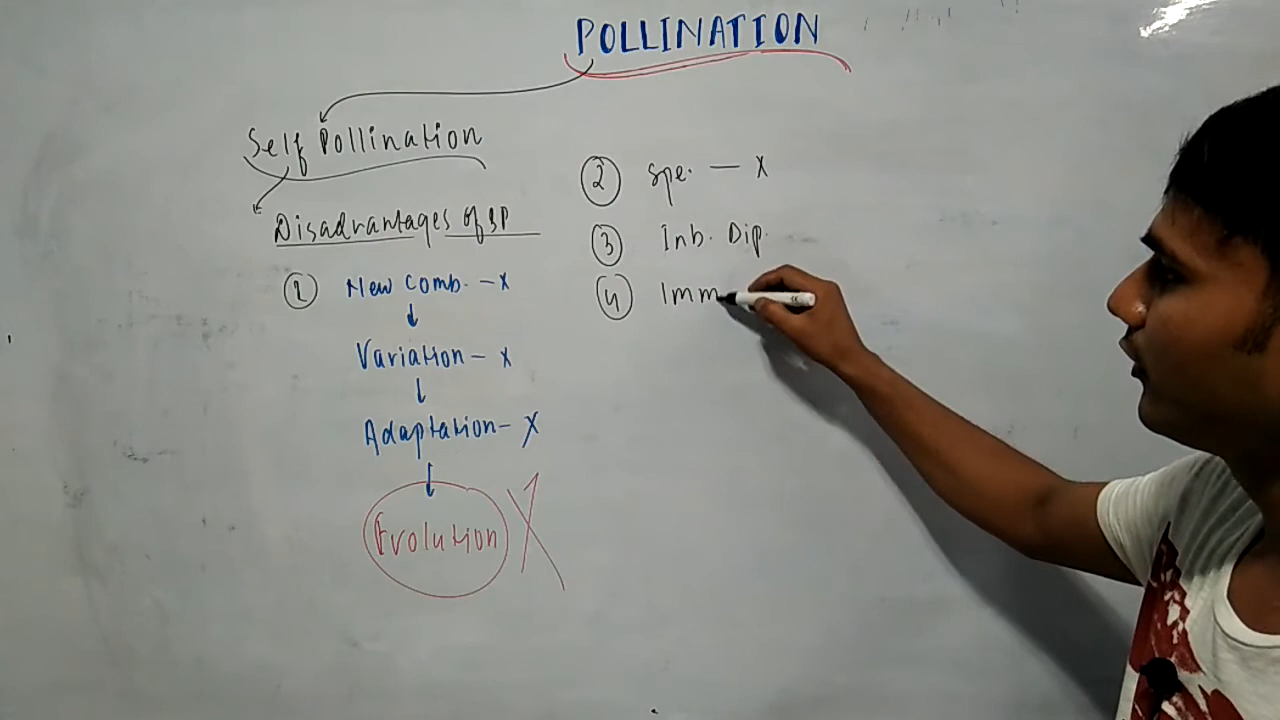 POLLINATION
Self Pollination
Disadvantages of SP
1 New Comb. - x
Variation - x
Adaptation - x
Evolution X
2 Spe. - x
3 Inb. Dip.
4 Imm